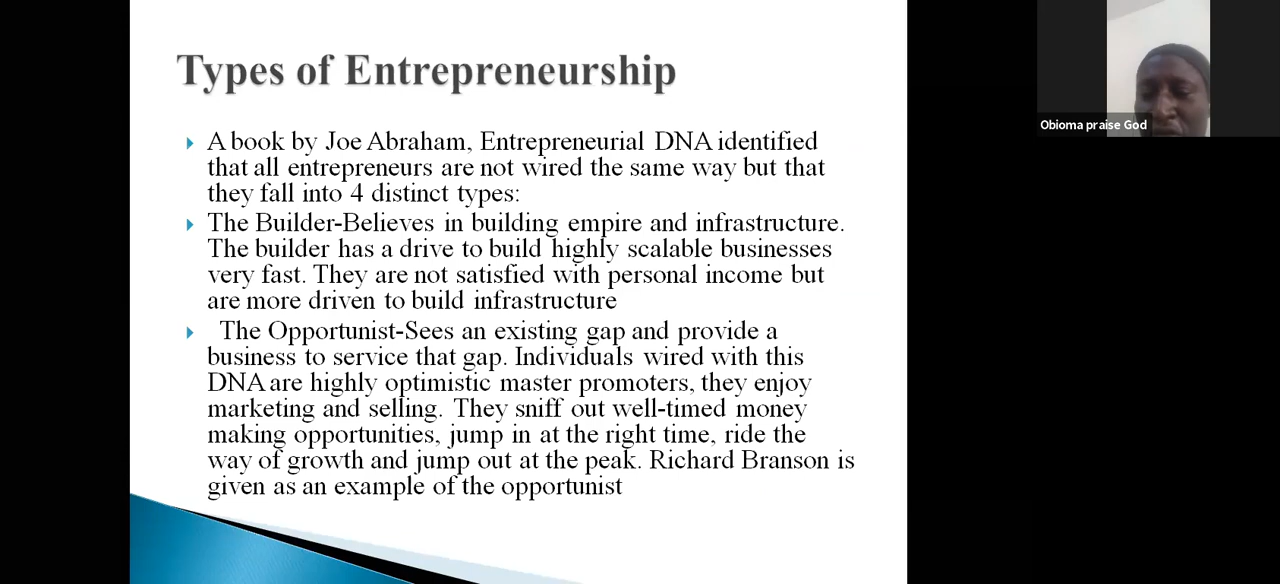 Types of Entrepreneurship
A book by Joe Abraham, Entrepreneurial DNA identified
that all entrepreneurs are not wired the same way but that
they fall into 4 distinct types:
The Builder-Believes in building empire and infrastructure.
The builder has a drive to build highly scalable businesses
very fast. They are not satisfied with personal income but
are more driven to build infrastructure
The Opportunist-Sees an existing gap and provide a
business to service that gap. Individuals wired with this
DNA are highly optimistic master promoters, they enjoy
marketing and selling. They sniff out well-timed money
making opportunities, jump in at the right time, ride the
way of growth and jump out at the peak. Richard Branson is
given as an example of the opportunist
Obioma praise God